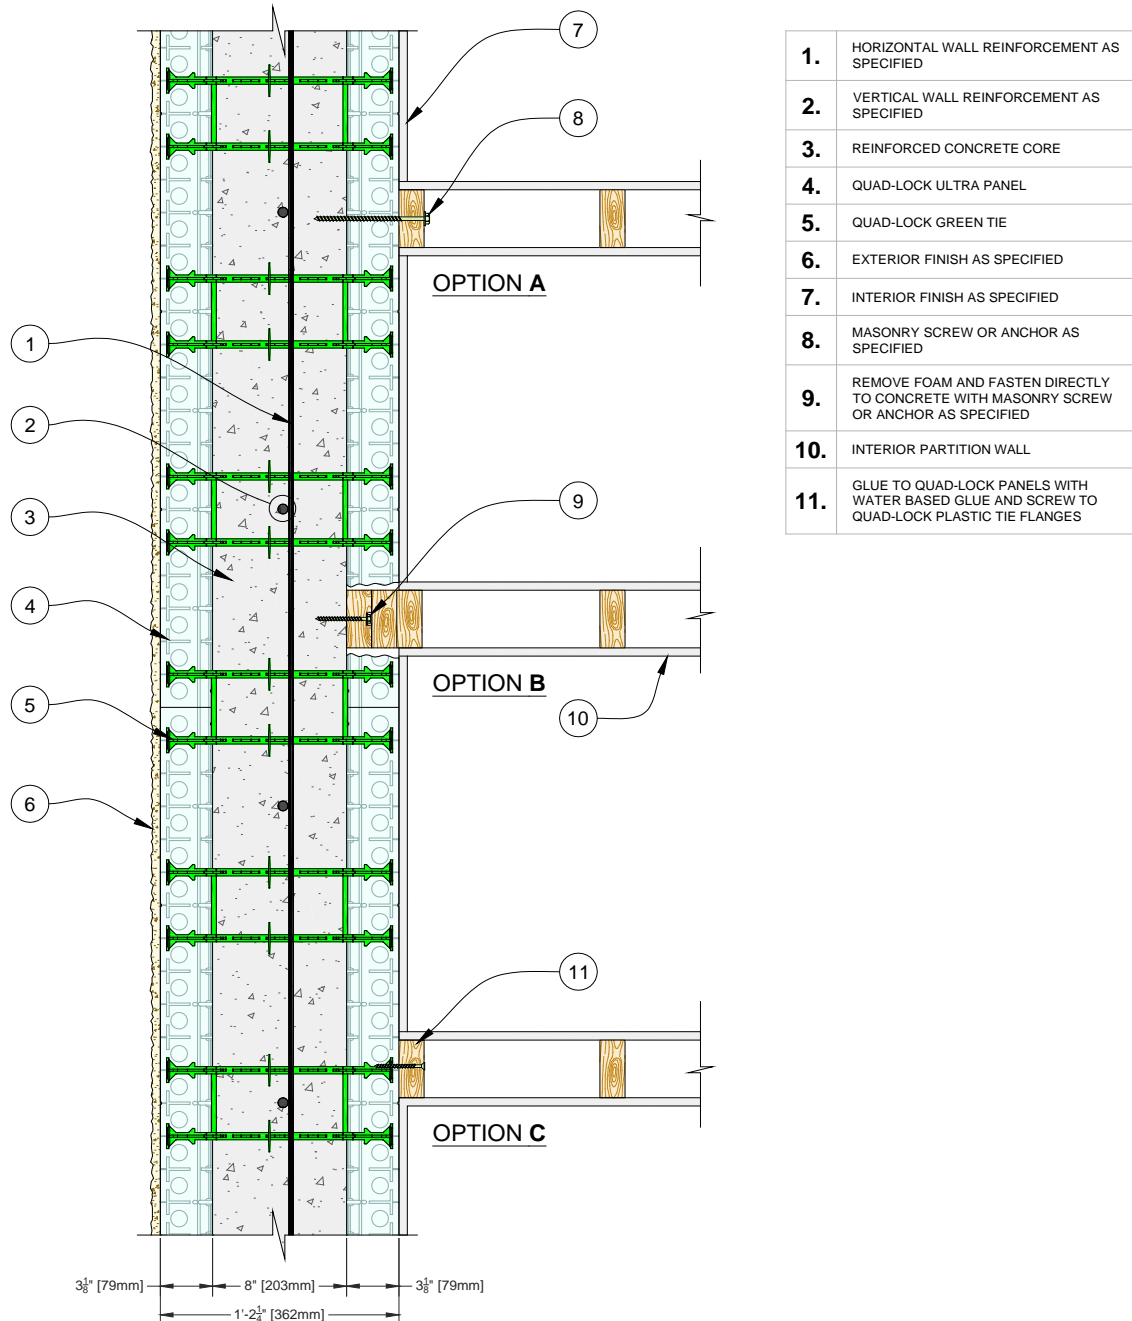 7
8
OPTION A
1
2
3
9
4
OPTION B
5
10
6
11
OPTION C
3⅛" [79mm]
8" [203mm]
3⅛" [79mm]
1'-2¼" [362mm]
1. HORIZONTAL WALL REINFORCEMENT AS
SPECIFIED
2. VERTICAL WALL REINFORCEMENT AS
SPECIFIED
3. REINFORCED CONCRETE CORE
4. QUAD-LOCK ULTRA PANEL
5. QUAD-LOCK GREEN TIE
6. EXTERIOR FINISH AS SPECIFIED
7. INTERIOR FINISH AS SPECIFIED
8. MASONRY SCREW OR ANCHOR AS
SPECIFIED
9. REMOVE FOAM AND FASTEN DIRECTLY
TO CONCRETE WITH MASONRY SCREW
OR ANCHOR AS SPECIFIED
10. INTERIOR PARTITION WALL
11. GLUE TO QUAD-LOCK PANELS WITH
WATER BASED GLUE AND SCREW TO
QUAD-LOCK PLASTIC TIE FLANGES